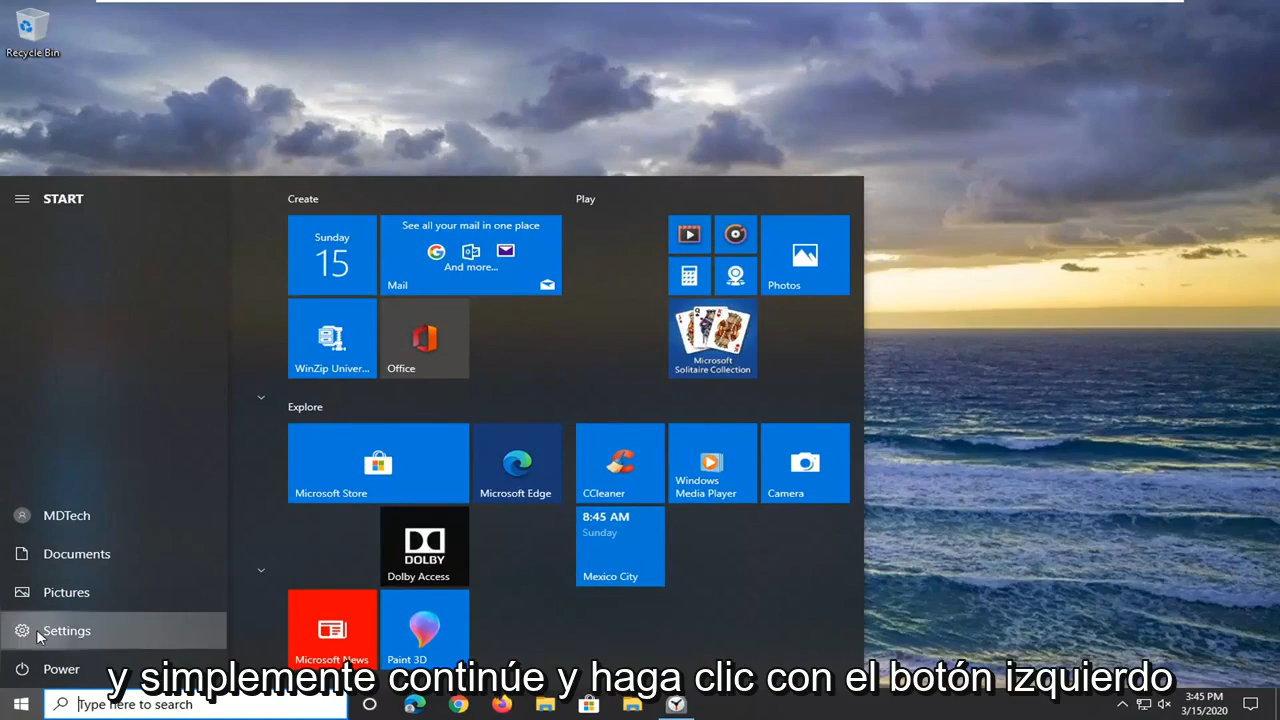 Recycle Bin
START
Create
Play
Sunday
15
See all your mail in one place
And more...
Mail
Photos
WinZip Univer...
Office
Microsoft
Solitaire Collection
Explore
Microsoft Store
Microsoft Edge
CCleaner
Windows
Media Player
Camera
MDTech
Documents
Pictures
Settings
Power
DOLBY
Dolby Access
8:45 AM
Sunday
Mexico City
Microsoft News
Paint 3D
y simplemente continúe y haga clic con el botón izquierdo
Type here to search
3:45 PM
3/15/2020